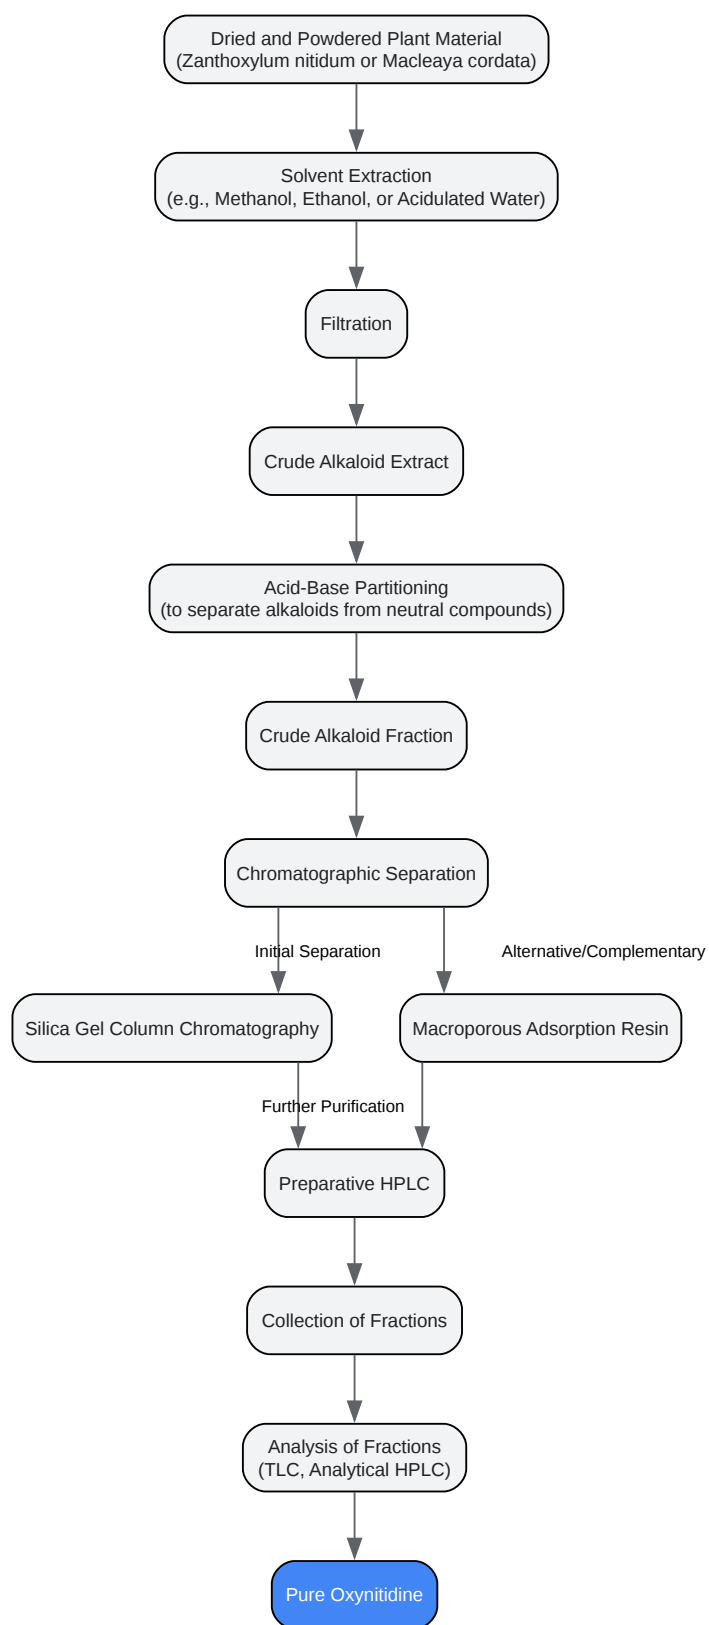 Dried and Powdered Plant Material
(Zanthoxylum nitidum or Macleaya cordata)
Solvent Extraction
(e.g., Methanol, Ethanol, or Acidulated Water)
Filtration
Crude Alkaloid Extract
Acid-Base Partitioning
(to separate alkaloids from neutral compounds)
Crude Alkaloid Fraction
Chromatographic Separation
Initial Separation
Alternative/Complementary
Silica Gel Column Chromatography
Macroporous Adsorption Resin
Further Purification
Preparative HPLC
Collection of Fractions
Analysis of Fractions
(TLC, Analytical HPLC)
Pure Oxynitidine